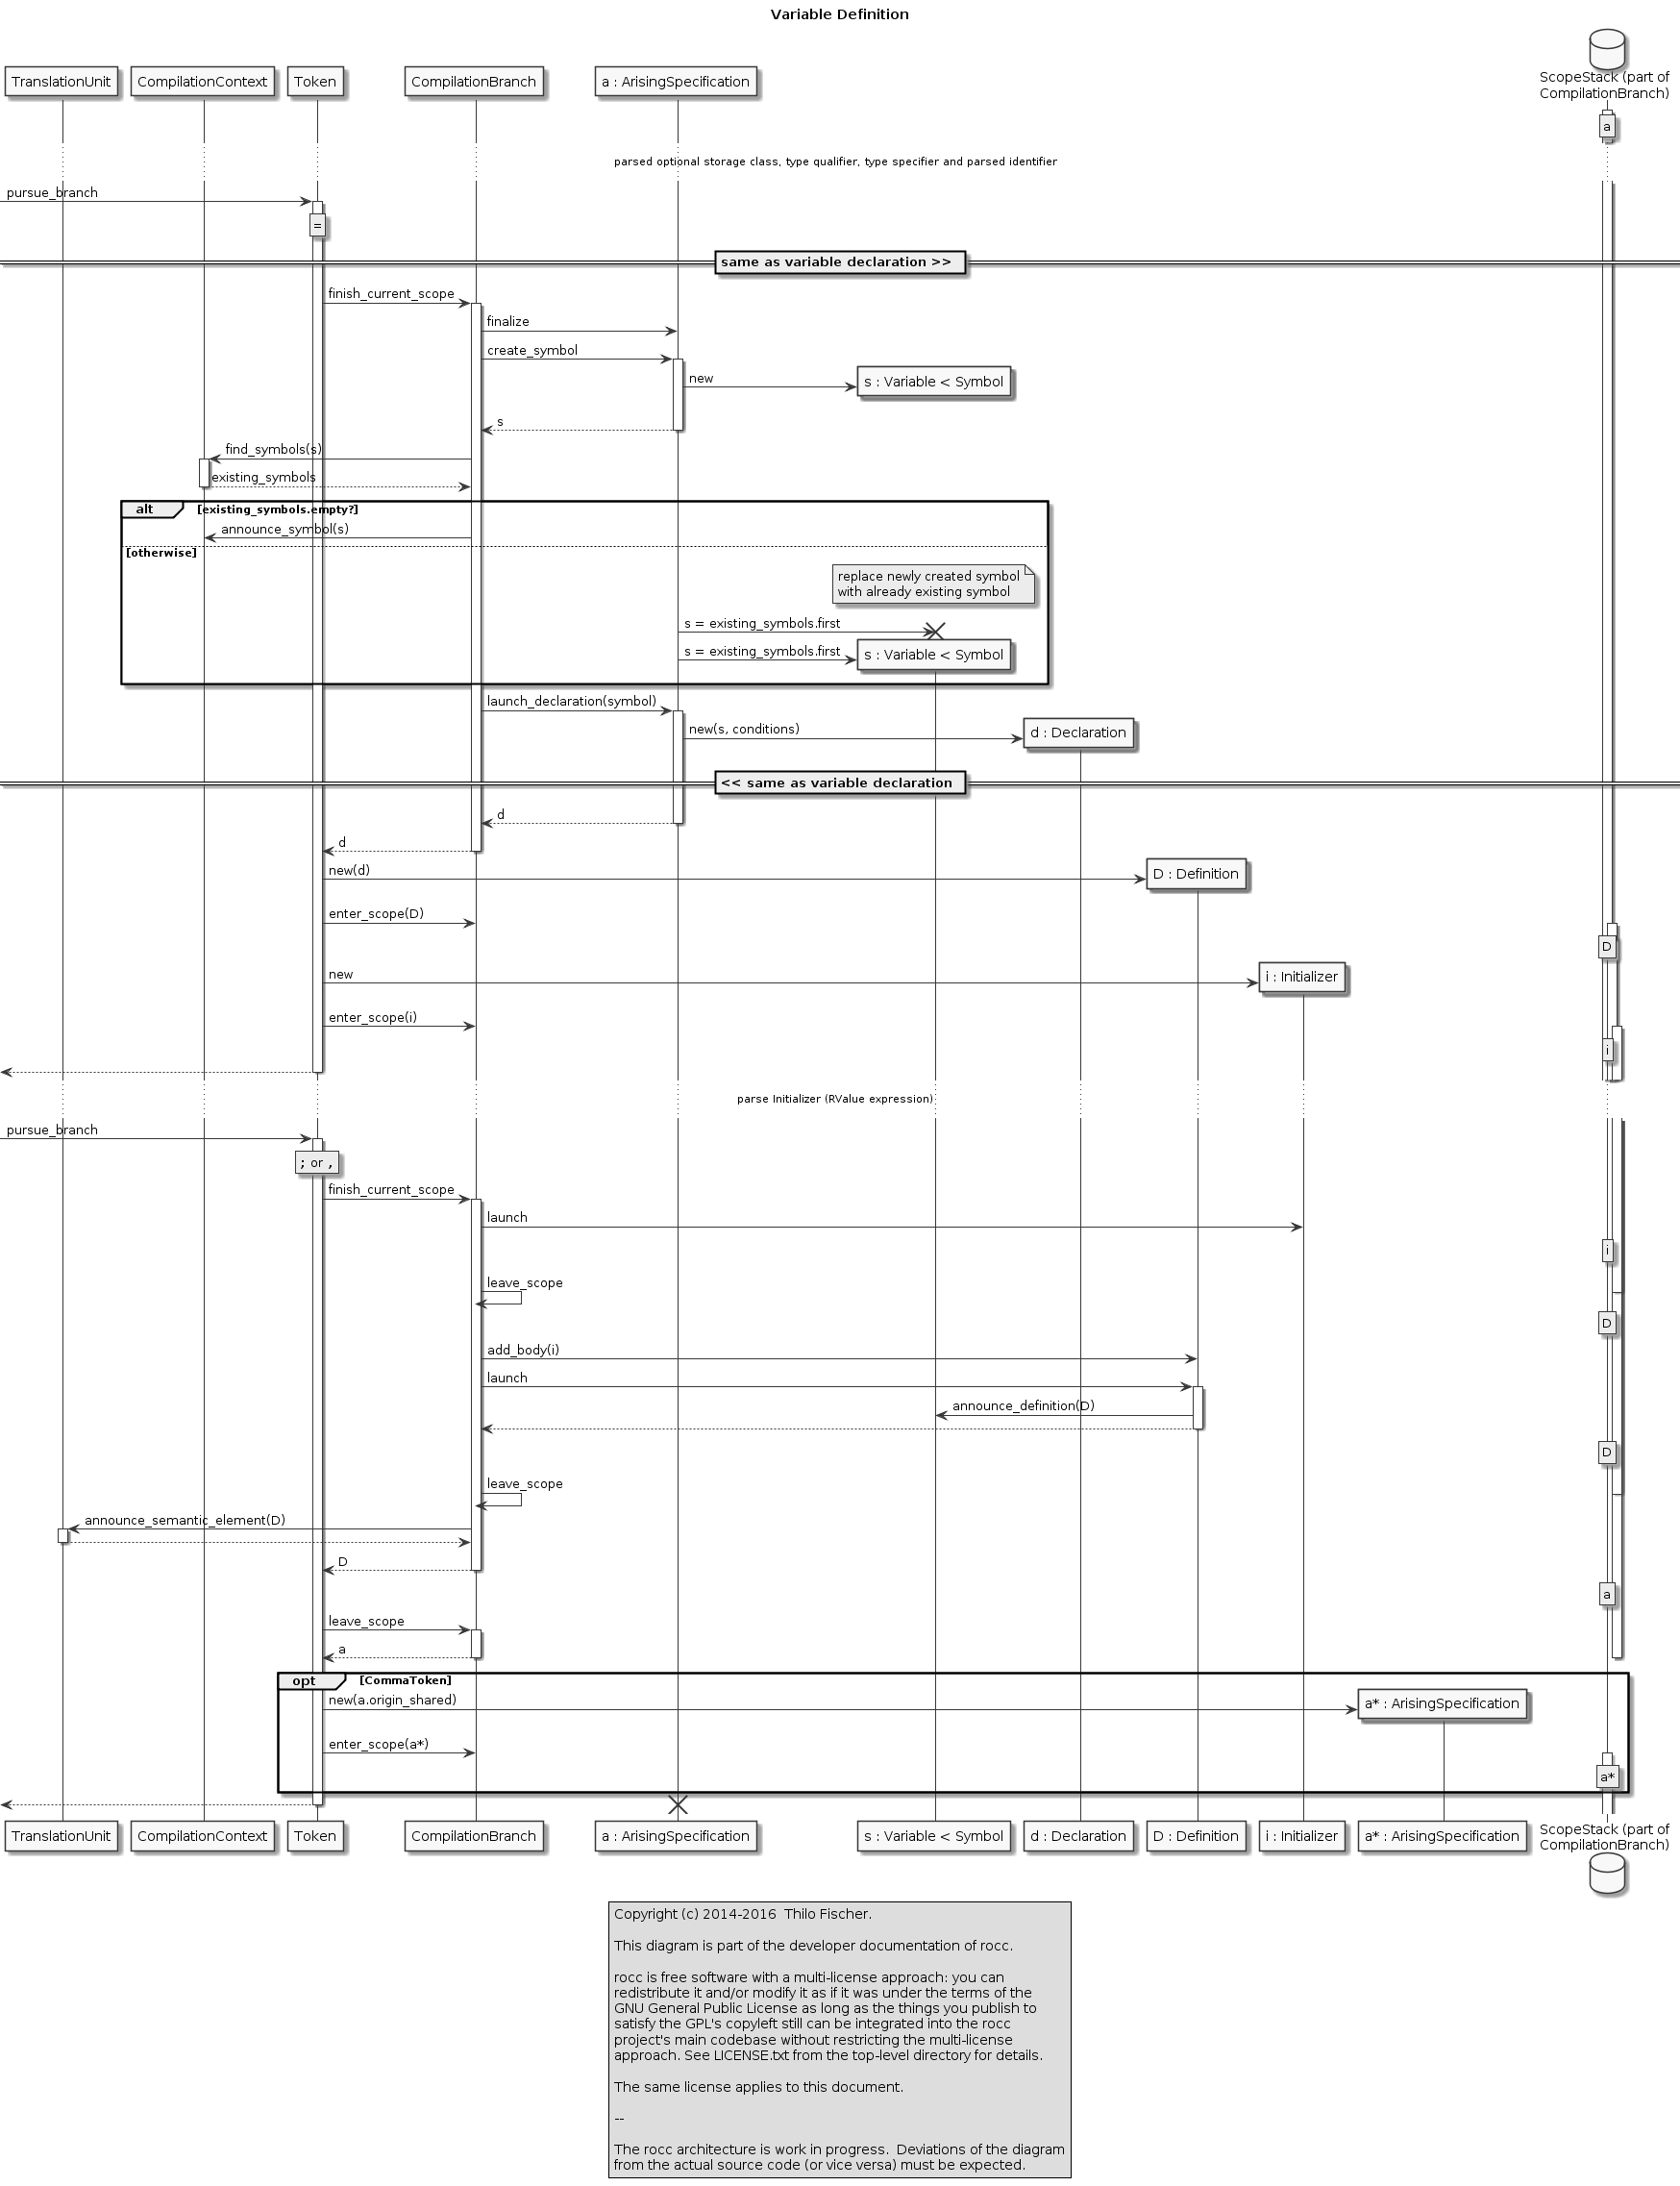 Variable Definition
ScopeStack (part of
CompilationBranch)
TranslationUnit
CompilationContext
Token
CompilationBranch
a : ArisingSpecification
a
parsed optional storage class, type qualifier, type specifier and parsed identifier
pursue_branch
=
same as variable declaration >>
finish_current_scope
finalize
create_symbol
new
s : Variable < Symbol
s
find_symbols(s)
existing_symbols
alt
[existing_symbols.empty?]
announce_symbol(s)
[otherwise]
replace newly created symbol
with already existing symbol
s = existing_symbols.first
s = existing_symbols.first
s : Variable < Symbol
launch_declaration(symbol)
new(s, conditions)
d : Declaration
<< same as variable declaration
d
d
new(d)
D : Definition
enter_scope(D)
D
new
i : Initializer
enter_scope(i)
i
parse Initializer (RValue expression)
pursue_branch
; or ,
finish_current_scope
launch
i
leave_scope
D
add_body(i)
launch
announce_definition(D)
D
leave_scope
announce_semantic_element(D)
D
a
leave_scope
a
opt
[CommaToken]
new(a.origin_shared)
a* : ArisingSpecification
enter_scope(a*)
a*
TranslationUnit
CompilationContext
Token
CompilationBranch
a : ArisingSpecification
s : Variable < Symbol
d : Declaration
D : Definition
i : Initializer
a* : ArisingSpecification
ScopeStack (part of
CompilationBranch)
Copyright (c) 2014-2016  Thilo Fischer.
This diagram is part of the developer documentation of rocc.
rocc is free software with a multi-license approach: you can
redistribute it and/or modify it as if it was under the terms of the
GNU General Public License as long as the things you publish to
satisfy the GPL's copyleft still can be integrated into the rocc
project's main codebase without restricting the multi-license
approach. See LICENSE.txt from the top-level directory for details.
The same license applies to this document.
--
The rocc architecture is work in progress.  Deviations of the diagram
from the actual source code (or vice versa) must be expected.